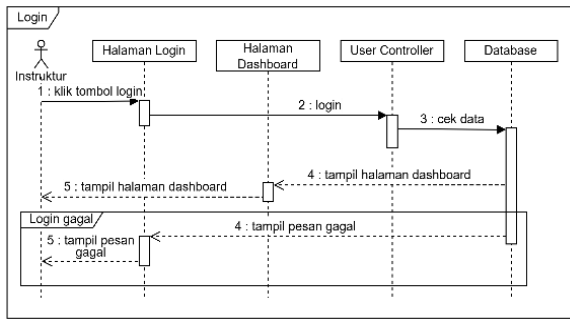 Login
Halaman Login
Halaman
Dashboard
User Controller
Database
Instruktur
1 : klik tombol login
2 : login
3 : cek data
4 : tampil halaman dashboard
5 : tampil halaman dashboard
Login gagal
4 : tampil pesan gagal
5 : tampil pesan
gagal